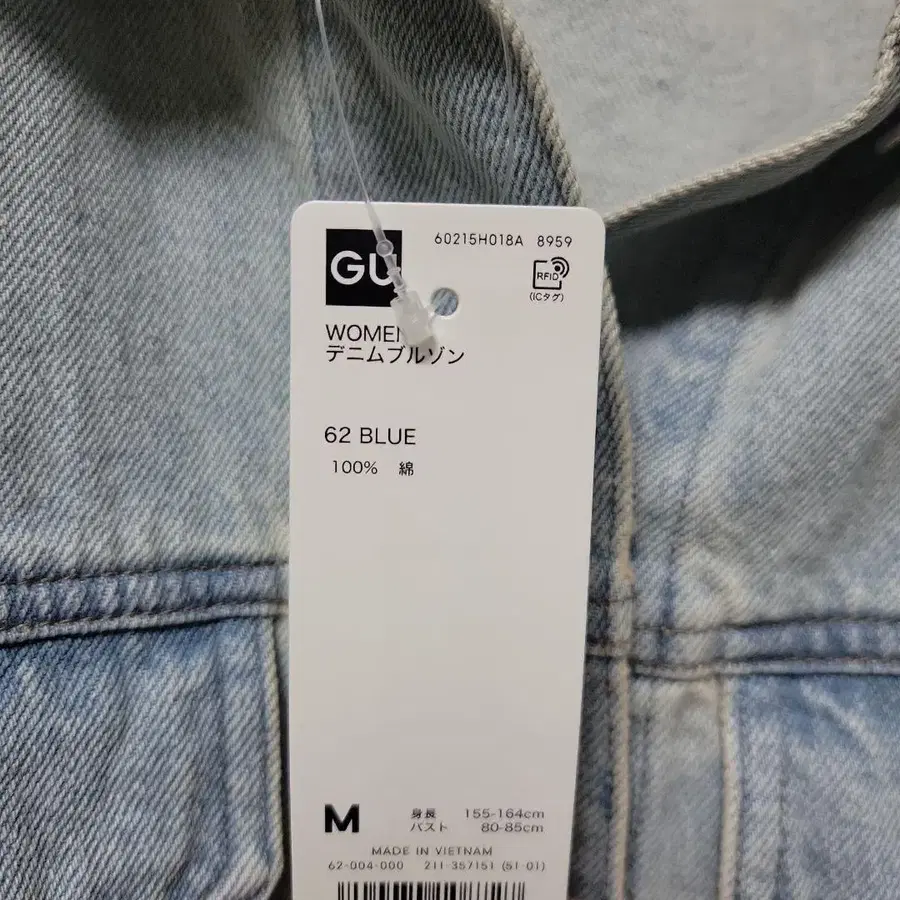 GU
60215H018A 8959
RFID
(ICタグ)
WOMEN
デニムブルゾン
62 BLUE
100% 綿
M
身長 155-164cm
バスト 80-85cm
MADE IN VIETNAM
62-004-000 211-357151 (51-01)